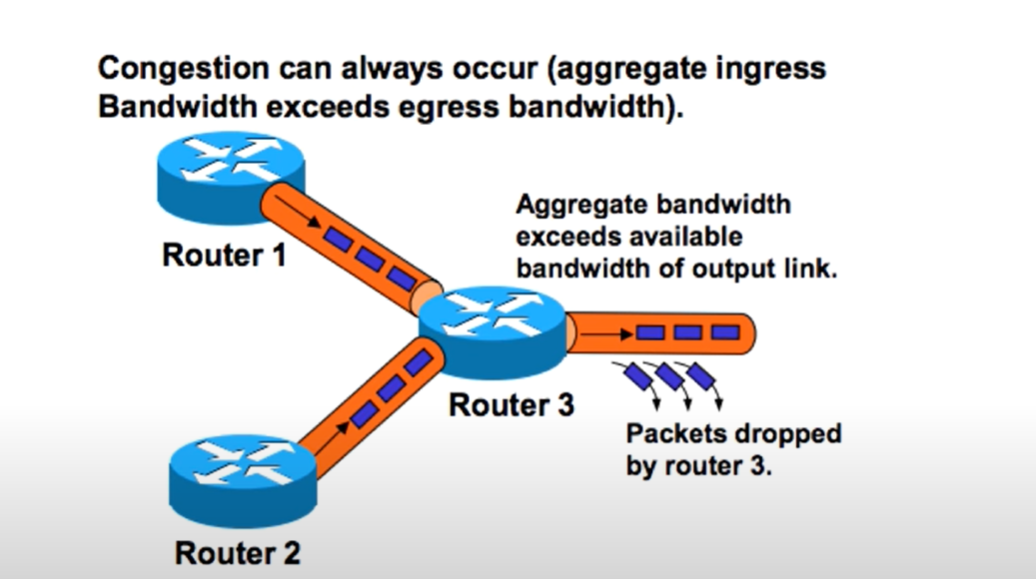 Congestion can always occur (aggregate ingress
Bandwidth exceeds egress bandwidth).
Router 1
Aggregate bandwidth
exceeds available
bandwidth of output link.
Router 3
Packets dropped
by router 3.
Router 2